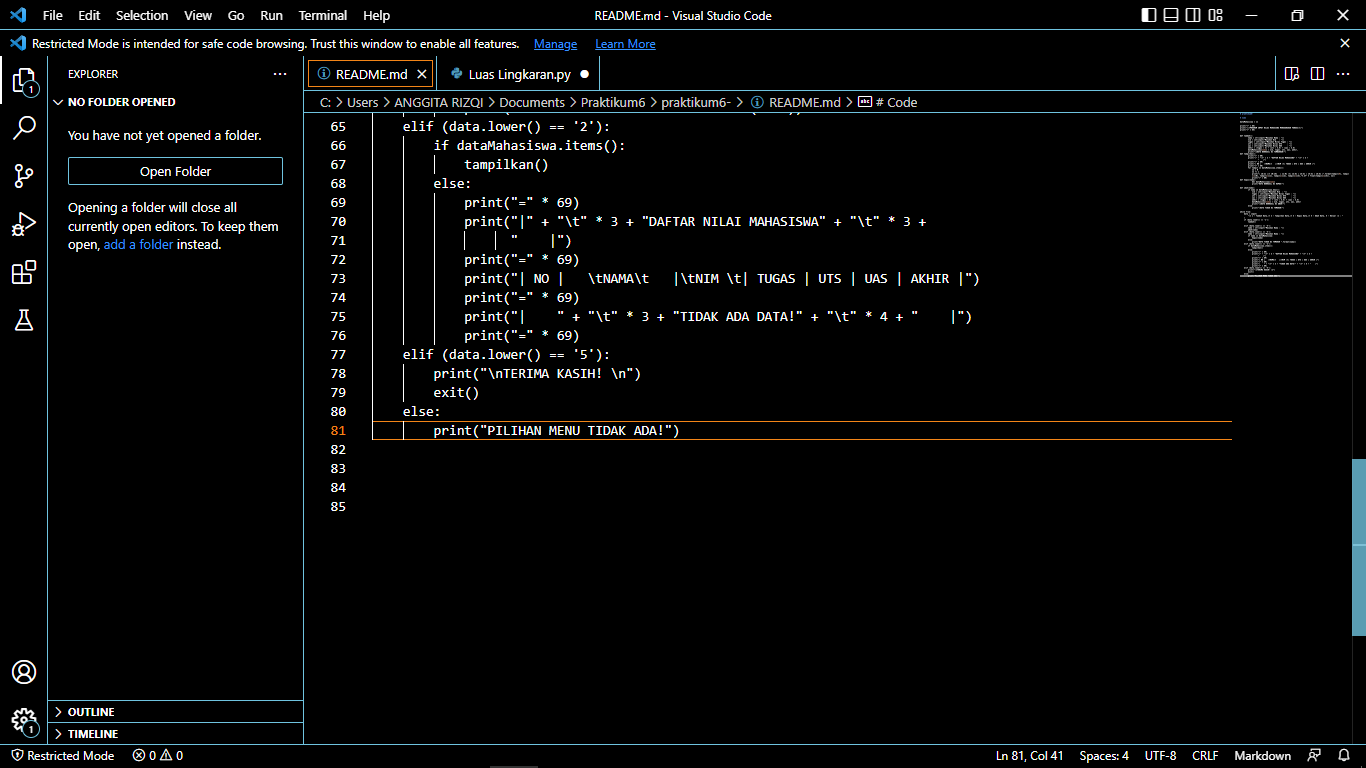 File Edit Selection View Go Run Terminal Help README.md - Visual Studio Code
Restricted Mode is intended for safe code browsing. Trust this window to enable all features. Manage Learn More
EXPLORER
README.md
Luas Lingkaran.py
NO FOLDER OPENED
C: > Users > ANGGITA RIZQI > Documents > Praktikum6 > praktikum6- > README.md > # Code
You have not yet opened a folder.
Open Folder
Opening a folder will close all
currently open editors. To keep them
open, add a folder instead.
65 elif (data.lower() == '2'):
66 if dataMahasiswa.items():
67 tampilkan()
68 else:
69 print("=" * 69)
70 print("|" + "\t" * 3 + "DAFTAR NILAI MAHASISWA" + "\t" * 3 +
71 "    |")
72 print("=" * 69)
73 print("| NO |   \tNAMA\t   |\tNIM \t| TUGAS | UTS | UAS | AKHIR |")
74 print("=" * 69)
75 print("|    " + "\t" * 3 + "TIDAK ADA DATA!" + "\t" * 4 + "    |")
76 print("=" * 69)
77 elif (data.lower() == '5'):
78 print("\nTERIMA KASIH! \n")
79 exit()
80 else:
81 print("PILIHAN MENU TIDAK ADA!")
82
83
84
85
1
1
OUTLINE
TIMELINE
Restricted Mode 0 0 Ln 81, Col 41 Spaces: 4 UTF-8 CRLF Markdown